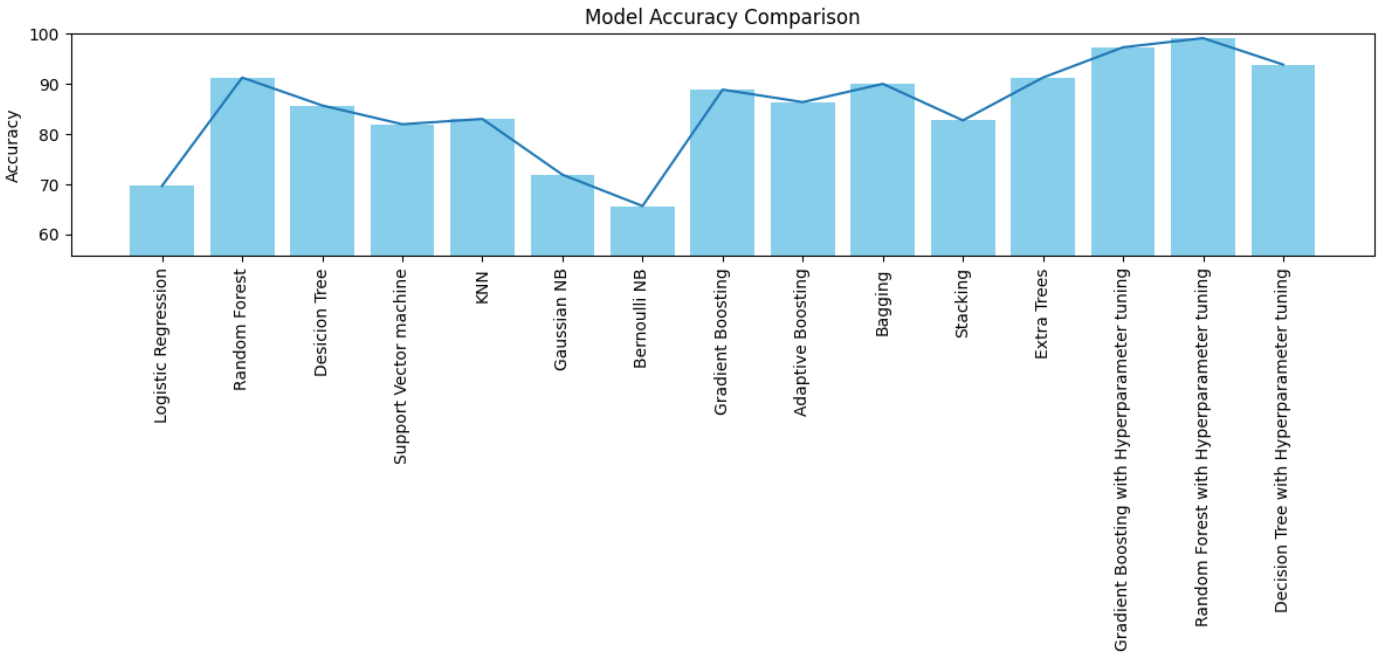 Model Accuracy Comparison
Accuracy
100
90
80
70
60
Logistic Regression
Random Forest
Desicion Tree
Support Vector machine
KNN
Gaussian NB
Bernoulli NB
Gradient Boosting
Adaptive Boosting
Bagging
Stacking
Extra Trees
Gradient Boosting with Hyperparameter tuning
Random Forest with Hyperparameter tuning
Decision Tree with Hyperparameter tuning